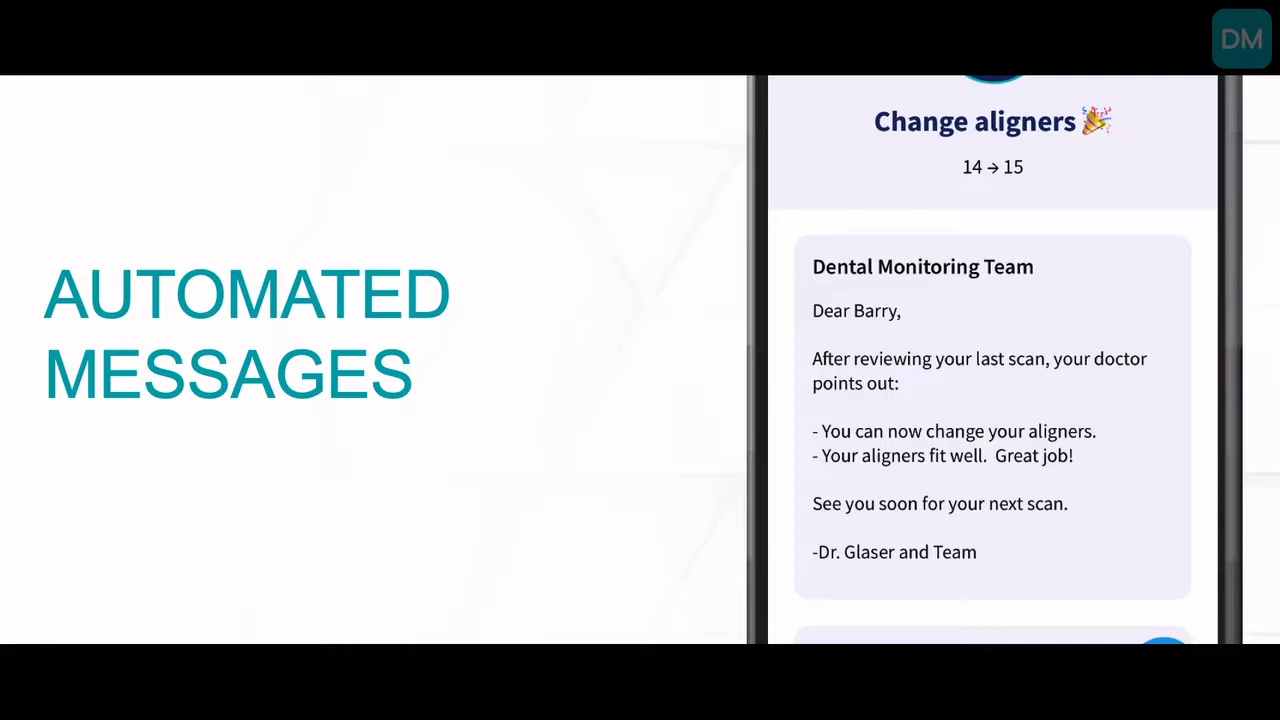 DM
AUTOMATED
MESSAGES
Change aligners 🎉
14 → 15
Dental Monitoring Team
Dear Barry,
After reviewing your last scan, your doctor
points out:
- You can now change your aligners.
- Your aligners fit well.  Great job!
See you soon for your next scan.
-Dr. Glaser and Team